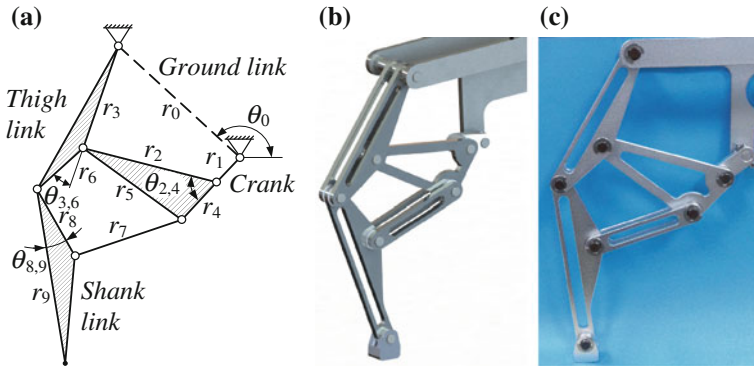 (a)
(b)
(c)
Ground link
r0
θ0
Thigh
link
r3
r2
r1
Crank
r6
r5
θ2,4
r4
θ3,6
r8
r7
θ8,9
r9
Shank
link